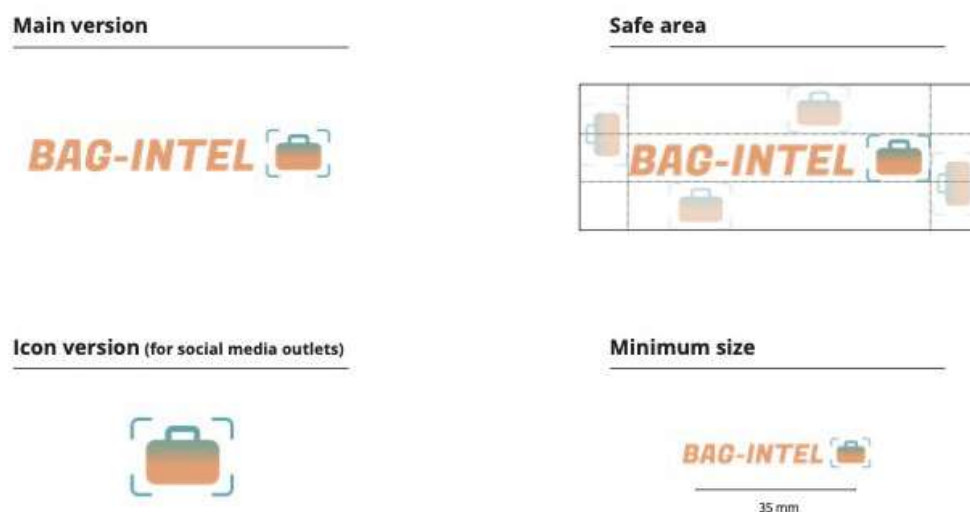 Main version
Safe area
BAG-INTEL
BAG-INTEL
Icon version (for social media outlets)
Minimum size
BAG-INTEL
35 mm